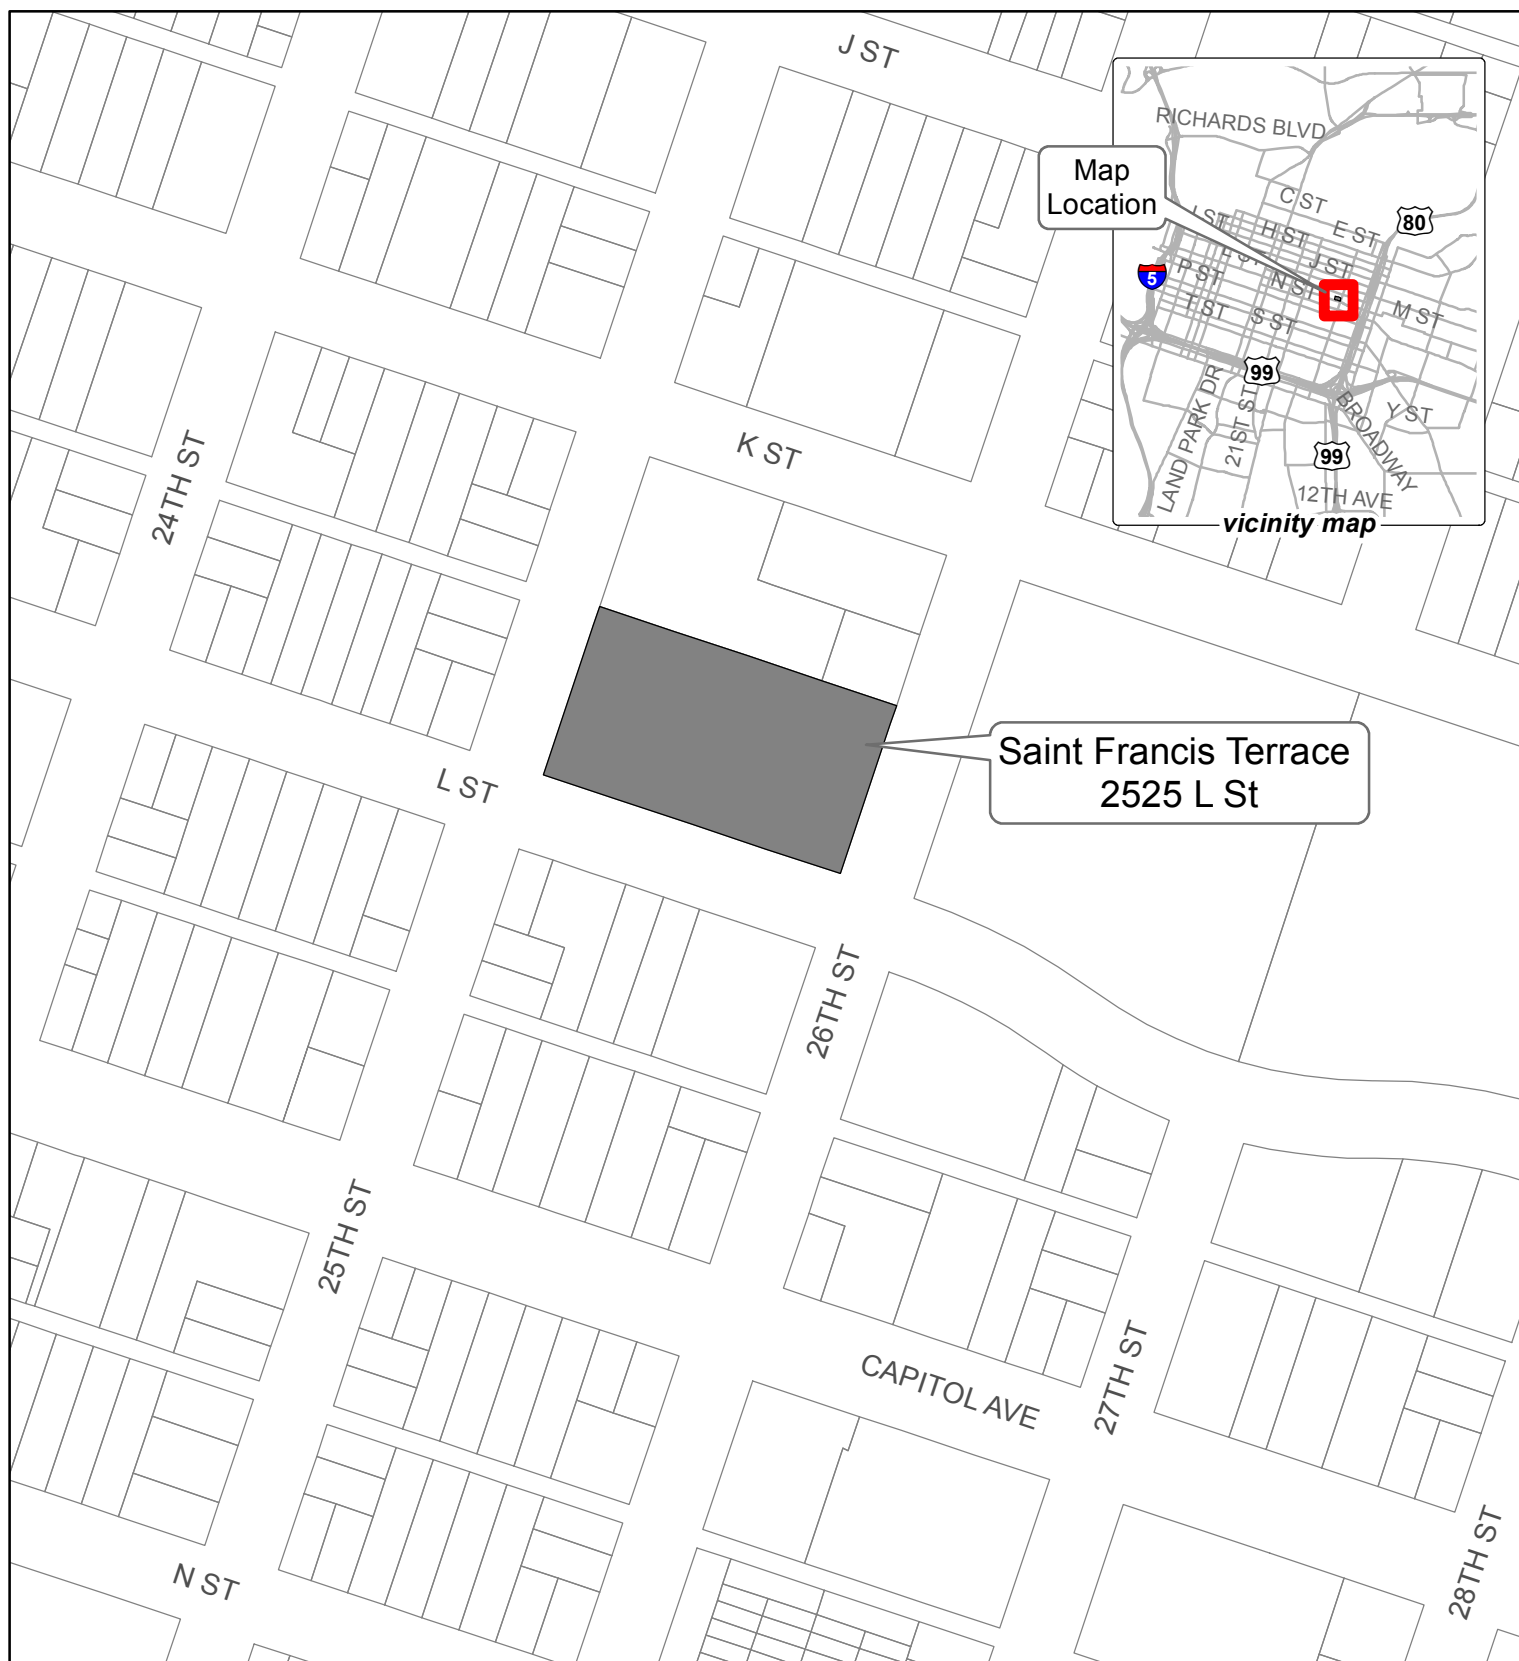 J ST
RICHARDS BLVD
Map
Location
C ST
I ST
H ST
E ST
80
J ST
5
P ST
N ST
T ST
S ST
M ST
99
LAND PARK DR
21ST ST
BROADWAY
Y ST
99
12TH AVE
vicinity map
24TH ST
K ST
Saint Francis Terrace
2525 L St
L ST
26TH ST
25TH ST
CAPITOL AVE
27TH ST
N ST
28TH ST